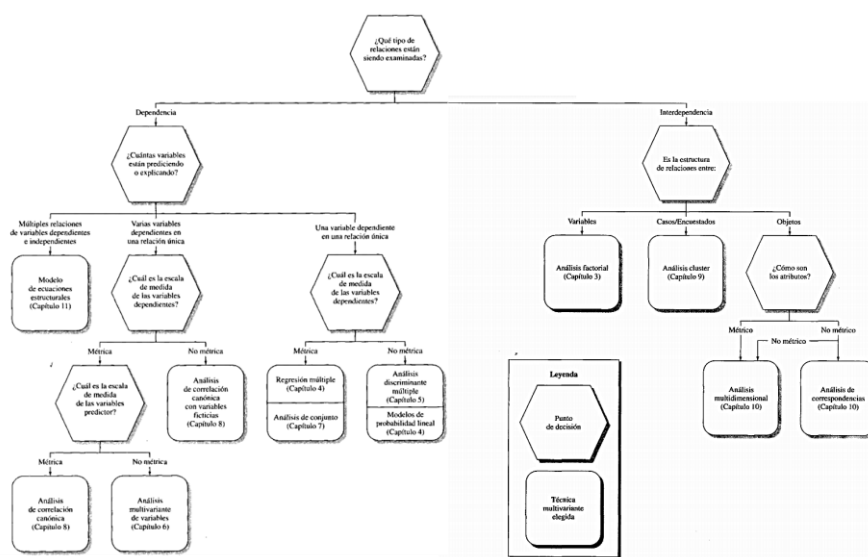 ¿Qué tipo de
relaciones están
siendo examinadas?
Dependencia
Interdependencia
¿Cuántas variables
están prediciendo
o explicando?
Es la estructura
de relaciones entre:
Múltiples relaciones
de variables dependientes
e independientes
Varias variables
dependientes en
una relación única
Una variable dependiente
en una relación única
Variables
Casos/Encuestados
Objetos
Modelo
de ecuaciones
estructurales
(Capítulo 11)
¿Cuál es la escala
de medida
de las variables
dependientes?
¿Cuál es la escala
de medida
de las variables
dependientes?
Análisis factorial
(Capítulo 3)
Análisis cluster
(Capítulo 9)
¿Cómo son
los atributos?
Métrica
No métrica
Métrica
No métrica
Métrico
No métrico
No métrico
¿Cuál es la escala
de medida
de las variables
predictor?
Análisis
de correlación
canónica
con variables
ficticias
(Capítulo 8)
Regresión múltiple
(Capítulo 4)
Análisis de conjunto
(Capítulo 7)
Análisis
discriminante
múltiple
(Capítulo 5)
Modelos de
probabilidad lineal
(Capítulo 4)
Leyenda
Punto
de decisión
Técnica
multivariante
elegida
Análisis
multidimensional
(Capítulo 10)
Análisis de
correspondencias
(Capítulo 10)
Métrica
No métrica
Análisis
de correlación
canónica
(Capítulo 8)
Análisis
multivariante
de variables
(Capítulo 6)